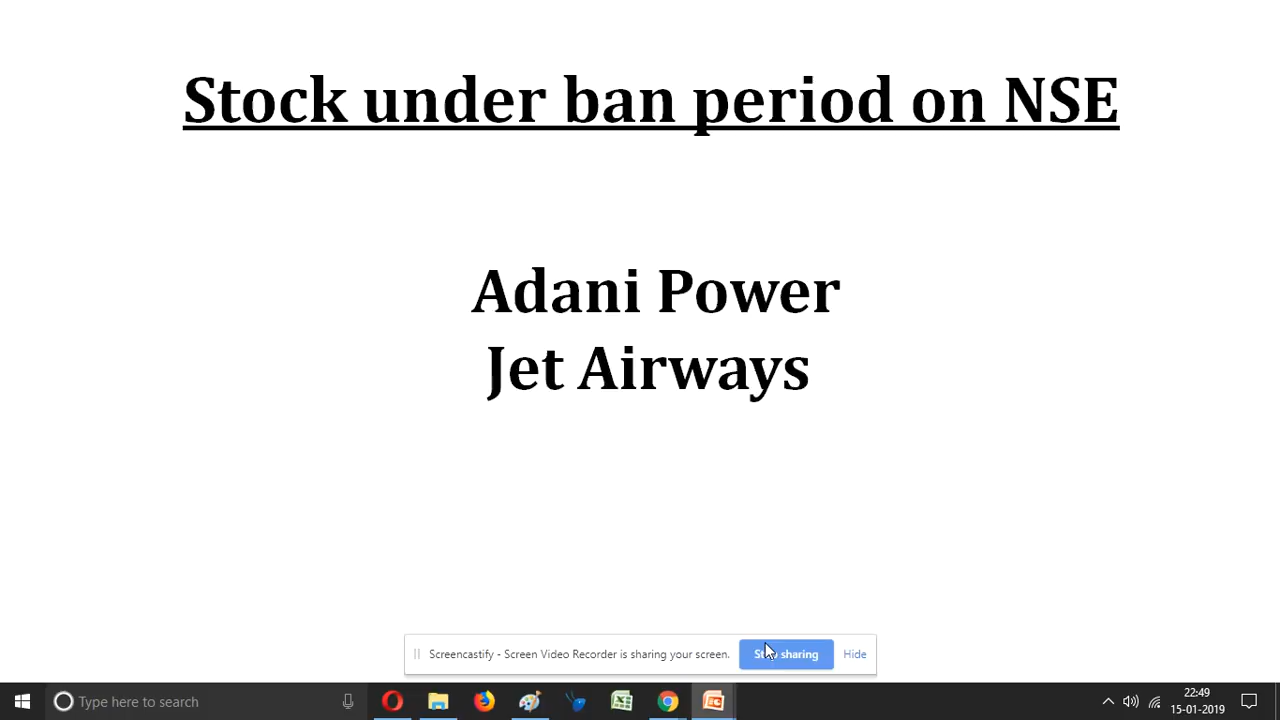 Stock under ban period on NSE
Adani Power
Jet Airways
Screencastify - Screen Video Recorder is sharing your screen.
sharing
Hide
Type here to search
22:49
15-01-2019